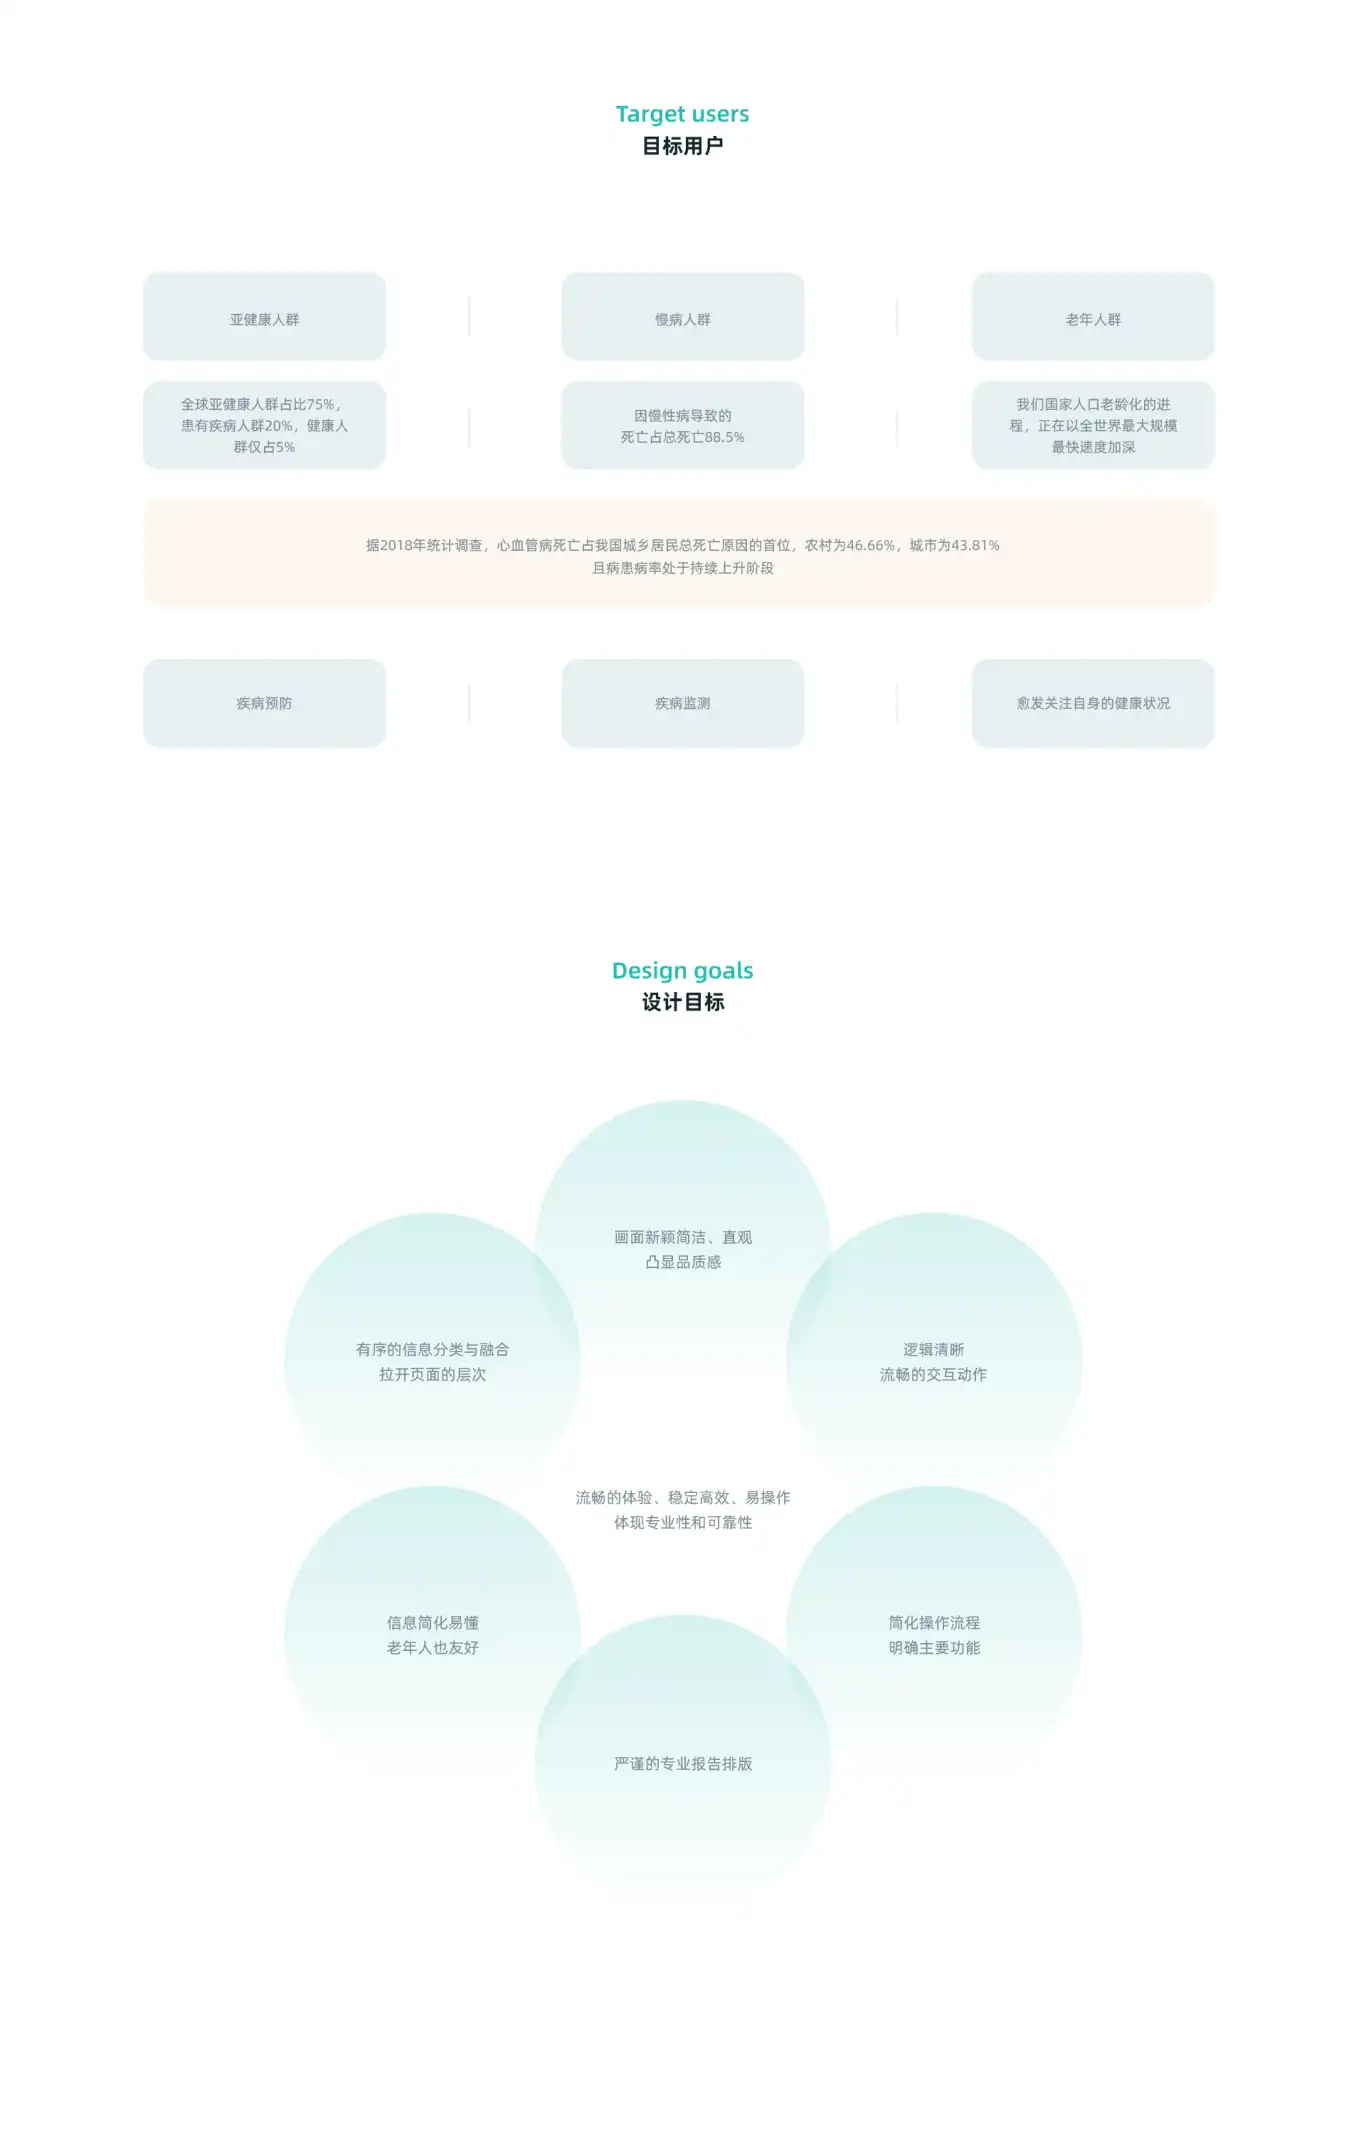 Target users
目标用户
亚健康人群
慢病人群
老年人群
全球亚健康人群占比75%，
患有疾病人群20%，健康人
群仅占5%
因慢性病导致的
死亡占总死亡88.5%
我们国家人口老龄化的进
程，正在以全世界最大规模
最快速度加深
据2018年统计调查，心血管病死亡占我国城乡居民总死亡原因的首位，农村为46.66%，城市为43.81%
且病患病率处于持续上升阶段
疾病预防
疾病监测
愈发关注自身的健康状况
Design goals
设计目标
画面新颖简洁、直观
凸显品质感
有序的信息分类与融合
拉开页面的层次
逻辑清晰
流畅的交互动作
流畅的体验、稳定高效、易操作
体现专业性和可靠性
信息简化易懂
老年人也友好
简化操作流程
明确主要功能
严谨的专业报告排版